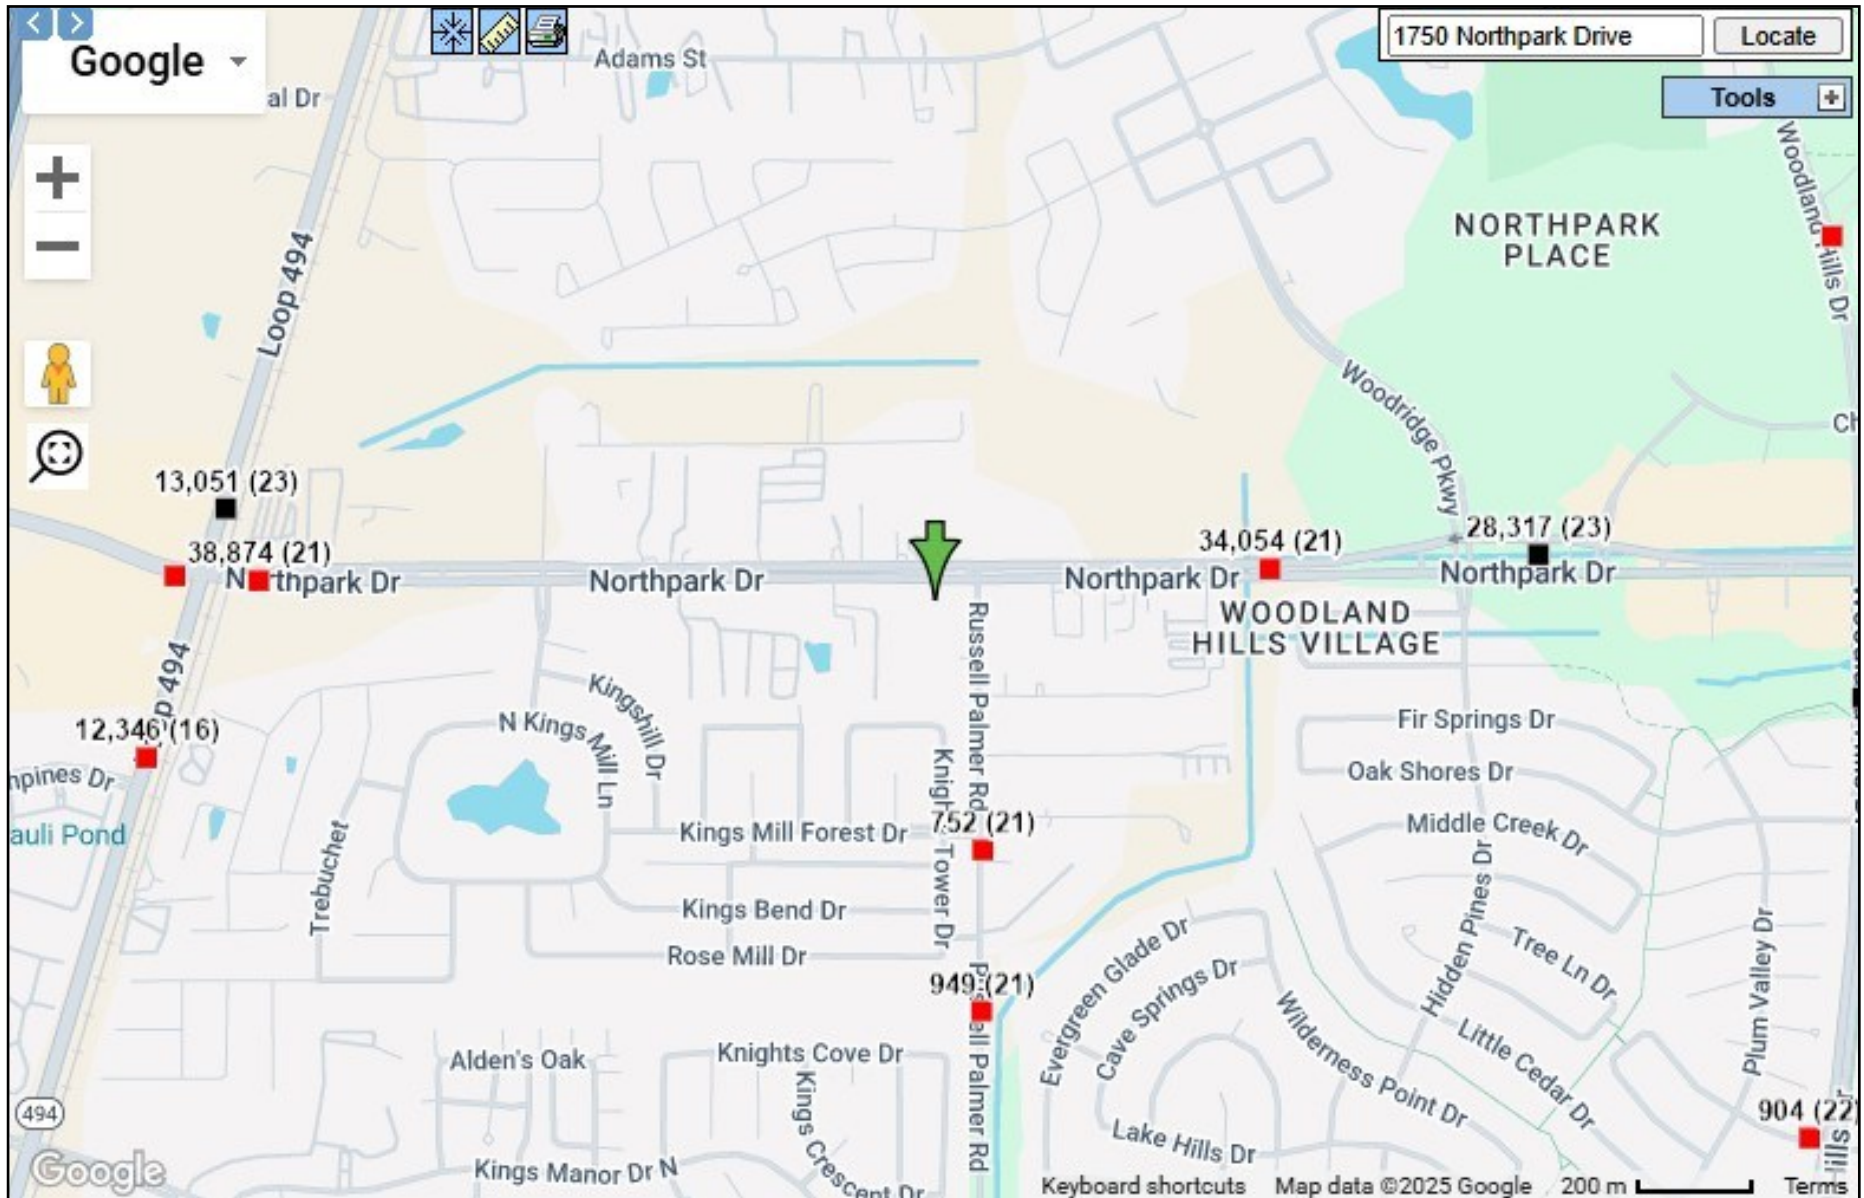 1750 Northpark Drive
Locate
Google
Adams St
al Dr
Tools
Woodland Hills Dr
NORTHPARK
PLACE
Loop 494
Woodridge Pkwy
13,051 (23)
38,874 (21)
34,054 (21)
28,317 (23)
Northpark Dr
Northpark Dr
Northpark Dr
Northpark Dr
WOODLAND
HILLS VILLAGE
Russell Palmer Rd
Kingshill Dr
N Kings Mill Ln
12,346 (16)
Fir Springs Dr
npines Dr
Oak Shores Dr
auli Pond
Trebuchet
Kings Mill Forest Dr
752 (21)
Middle Creek Dr
Kings Bend Dr
Hidden Pines Dr
Rose Mill Dr
Tree Ln Dr
Plum Valley Dr
949 (21)
Evergreen Glade Dr
Cave Springs Dr
Wilderness Point Dr
Little Cedar Dr
Alden's Oak
Knights Cove Dr
Kings Crescent Dr
494
904 (22)
Lake Hills Dr
Kings Manor Dr N
Google
Keyboard shortcuts
Map data ©2025 Google
200 m
Terms